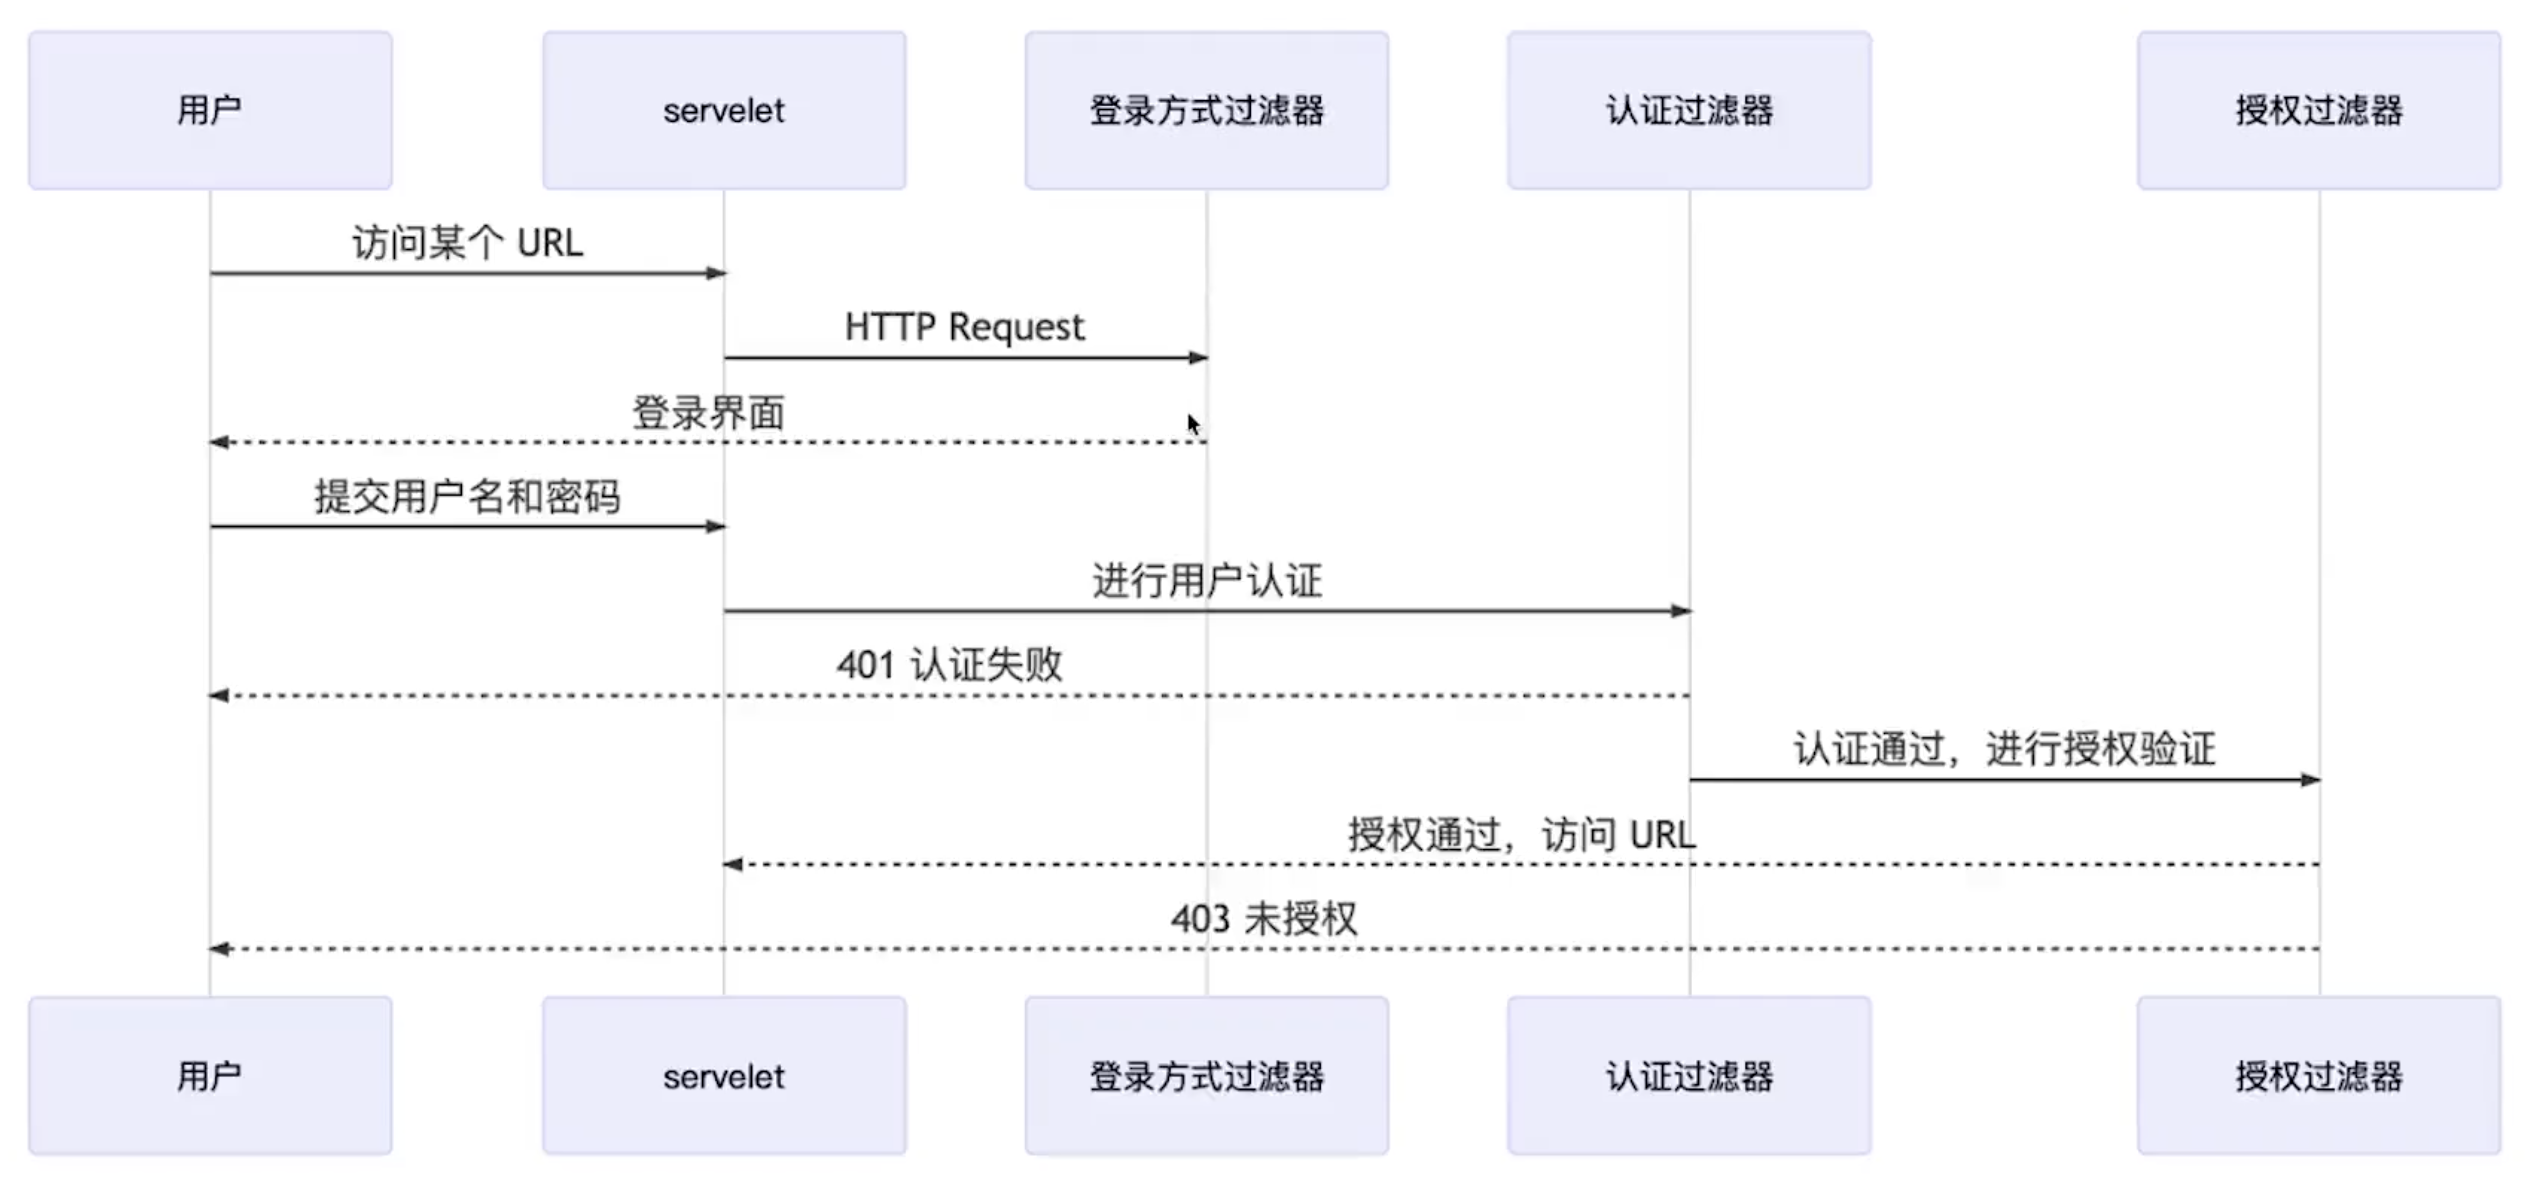 用户
servelet
登录方式过滤器
认证过滤器
授权过滤器
访问某个 URL
HTTP Request
登录界面
提交用户名和密码
进行用户认证
401 认证失败
认证通过，进行授权验证
授权通过，访问 URL
403 未授权
用户
servelet
登录方式过滤器
认证过滤器
授权过滤器